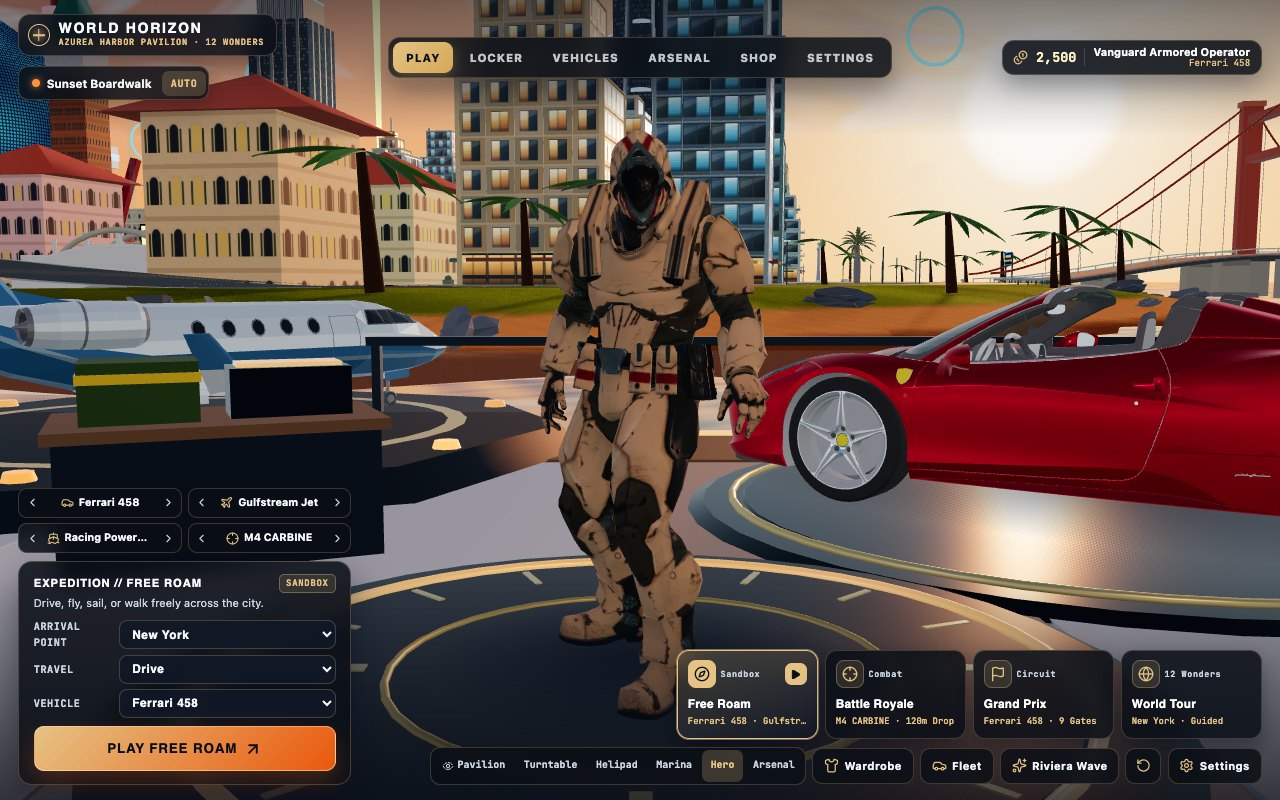 WORLD HORIZON
AZUREA HARBOR PAVILION · 12 WONDERS
Sunset Boardwalk AUTO
PLAY LOCKER VEHICLES ARSENAL SHOP SETTINGS
2,500 Vanguard Armored Operator
Ferrari 458
Ferrari 458 Gulfstream Jet
Racing Power... M4 CARBINE
EXPEDITION // FREE ROAM SANDBOX
Drive, fly, sail, or walk freely across the city.
ARRIVAL POINT New York
TRAVEL Drive
VEHICLE Ferrari 458
PLAY FREE ROAM
Sandbox
Free Roam
Ferrari 458 · Gulfstr…
Combat
Battle Royale
M4 CARBINE · 120m Drop
Circuit
Grand Prix
Ferrari 458 · 9 Gates
12 Wonders
World Tour
New York · Guided
Pavilion Turntable Helipad Marina Hero Arsenal Wardrobe Fleet Riviera Wave Settings